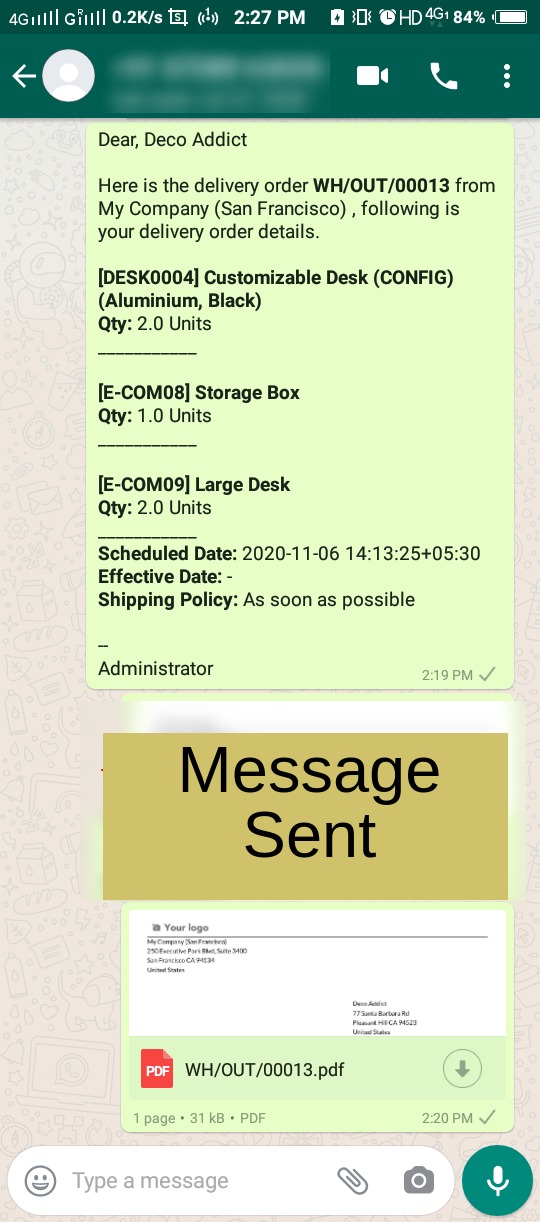 4G GR 0.2K/s 2:27 PM HD 4G1 84%
Dear, Deco Addict
Here is the delivery order WH/OUT/00013 from
My Company (San Francisco) , following is
your delivery order details.
[DESK0004] Customizable Desk (CONFIG)
(Aluminium, Black)
Qty: 2.0 Units
___________
[E-COM08] Storage Box
Qty: 1.0 Units
___________
[E-COM09] Large Desk
Qty: 2.0 Units
___________
Scheduled Date: 2020-11-06 14:13:25+05:30
Effective Date: -
Shipping Policy: As soon as possible
--
Administrator
2:19 PM
Message
Sent
Your logo
My Company (San Francisco)
250 Executive Park Blvd, Suite 3400
San Francisco CA 94134
United States
Deco Addict
77 Santa Barbara Rd
Pleasant Hill CA 94523
United States
PDF WH/OUT/00013.pdf
1 page • 31 kB • PDF 2:20 PM
Type a message